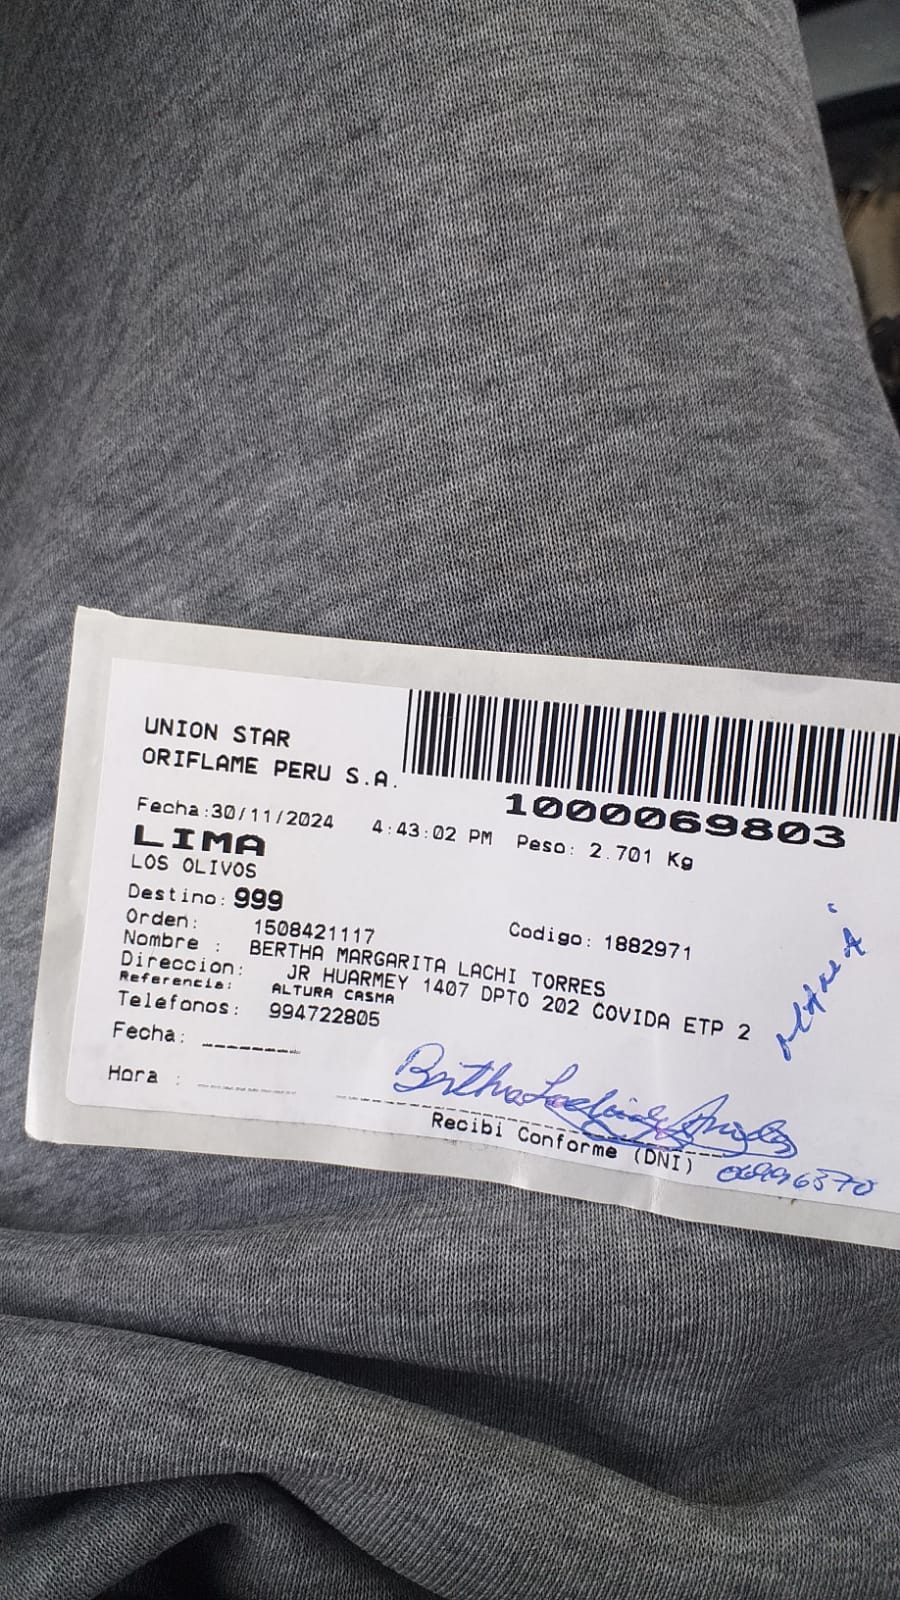 UNION STAR
ORIFLAME PERU S.A.
1000069803
Fecha:30/11/2024 4:43:02 PM Peso: 2.701 Kg
LIMA
LOS OLIVOS
Destino: 999
Orden: 1508421117 Codigo: 1882971
Nombre : BERTHA MARGARITA LACHI TORRES
Direccion: JR HUARMEY 1407 DPTO 202 COVIDA ETP 2
Referencia: ALTURA CASMA
Teléfonos: 994722805
Fecha:
Hora :
Bertha
Recibi Conforme (DNI)